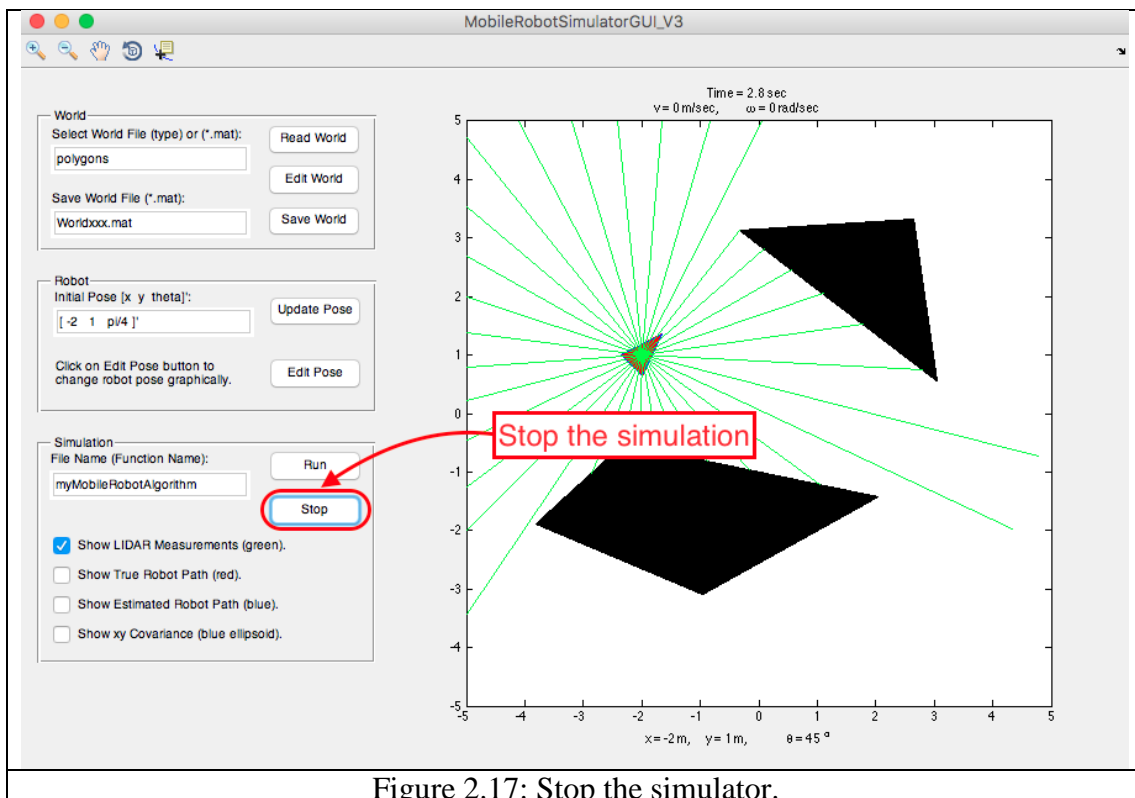 MobileRobotSimulatorGUI_V3
World
Select World File (type) or (*.mat):
polygons
Read World
Edit World
Save World File (*.mat):
Worldxxx.mat
Save World
Robot
Initial Pose [x y theta]':
[ -2 1 pi/4 ]'
Update Pose
Click on Edit Pose button to
change robot pose graphically.
Edit Pose
Simulation
File Name (Function Name):
myMobileRobotAlgorithm
Run
Stop
Show LIDAR Measurements (green).
Show True Robot Path (red).
Show Estimated Robot Path (blue).
Show xy Covariance (blue ellipsoid).
Time = 2.8 sec
v = 0 m/sec, ω = 0 rad/sec
5
4
3
2
1
0
-1
-2
-3
-4
-5
Stop the simulation
-5 -4 -3 -2 -1 0 1 2 3 4 5
x = -2 m, y = 1 m, θ = 45 °
Figure 2.17: Stop the simulator.